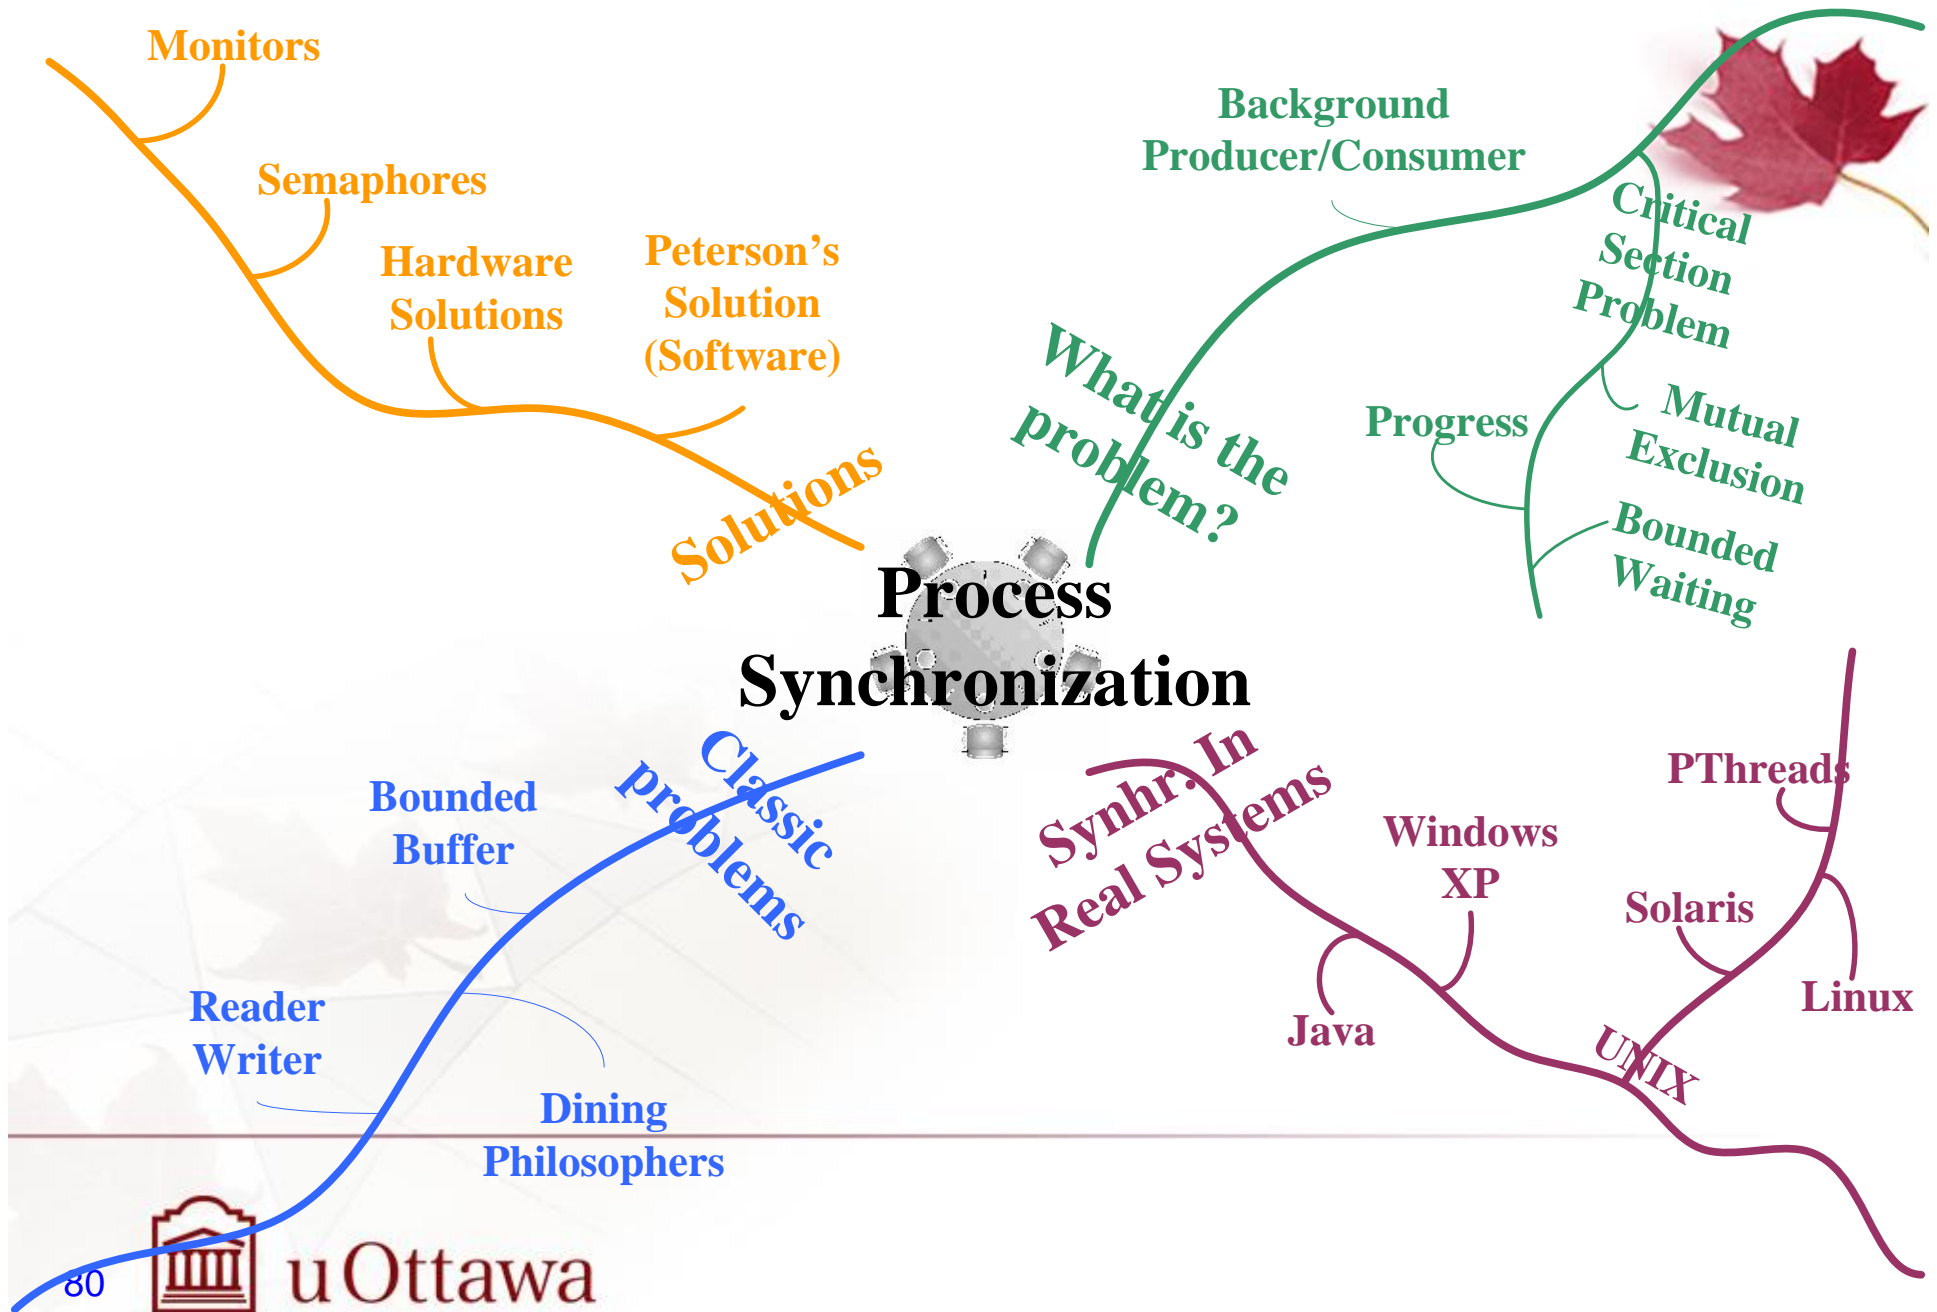 Monitors
Semaphores
Hardware
Solutions
Peterson’s
Solution
(Software)
Solutions
Background
Producer/Consumer
Critical
Section
Problem
What is the
problem?
Progress
Mutual
Exclusion
Bounded
Waiting
Process
Synchronization
Classic
problems
Bounded
Buffer
Reader
Writer
Dining
Philosophers
Synhr. In
Real Systems
Windows
XP
Java
PThreads
Solaris
Linux
UNIX
80
uOttawa